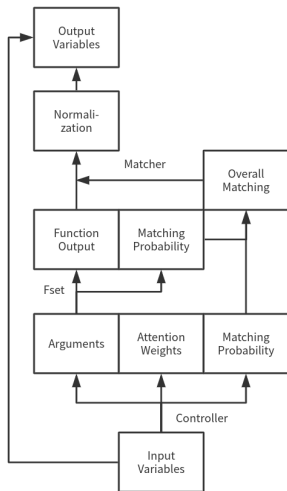 Output
Variables
Normali-
zation
Matcher
Overall
Matching
Function
Output
Matching
Probability
Fset
Arguments
Attention
Weights
Matching
Probability
Controller
Input
Variables